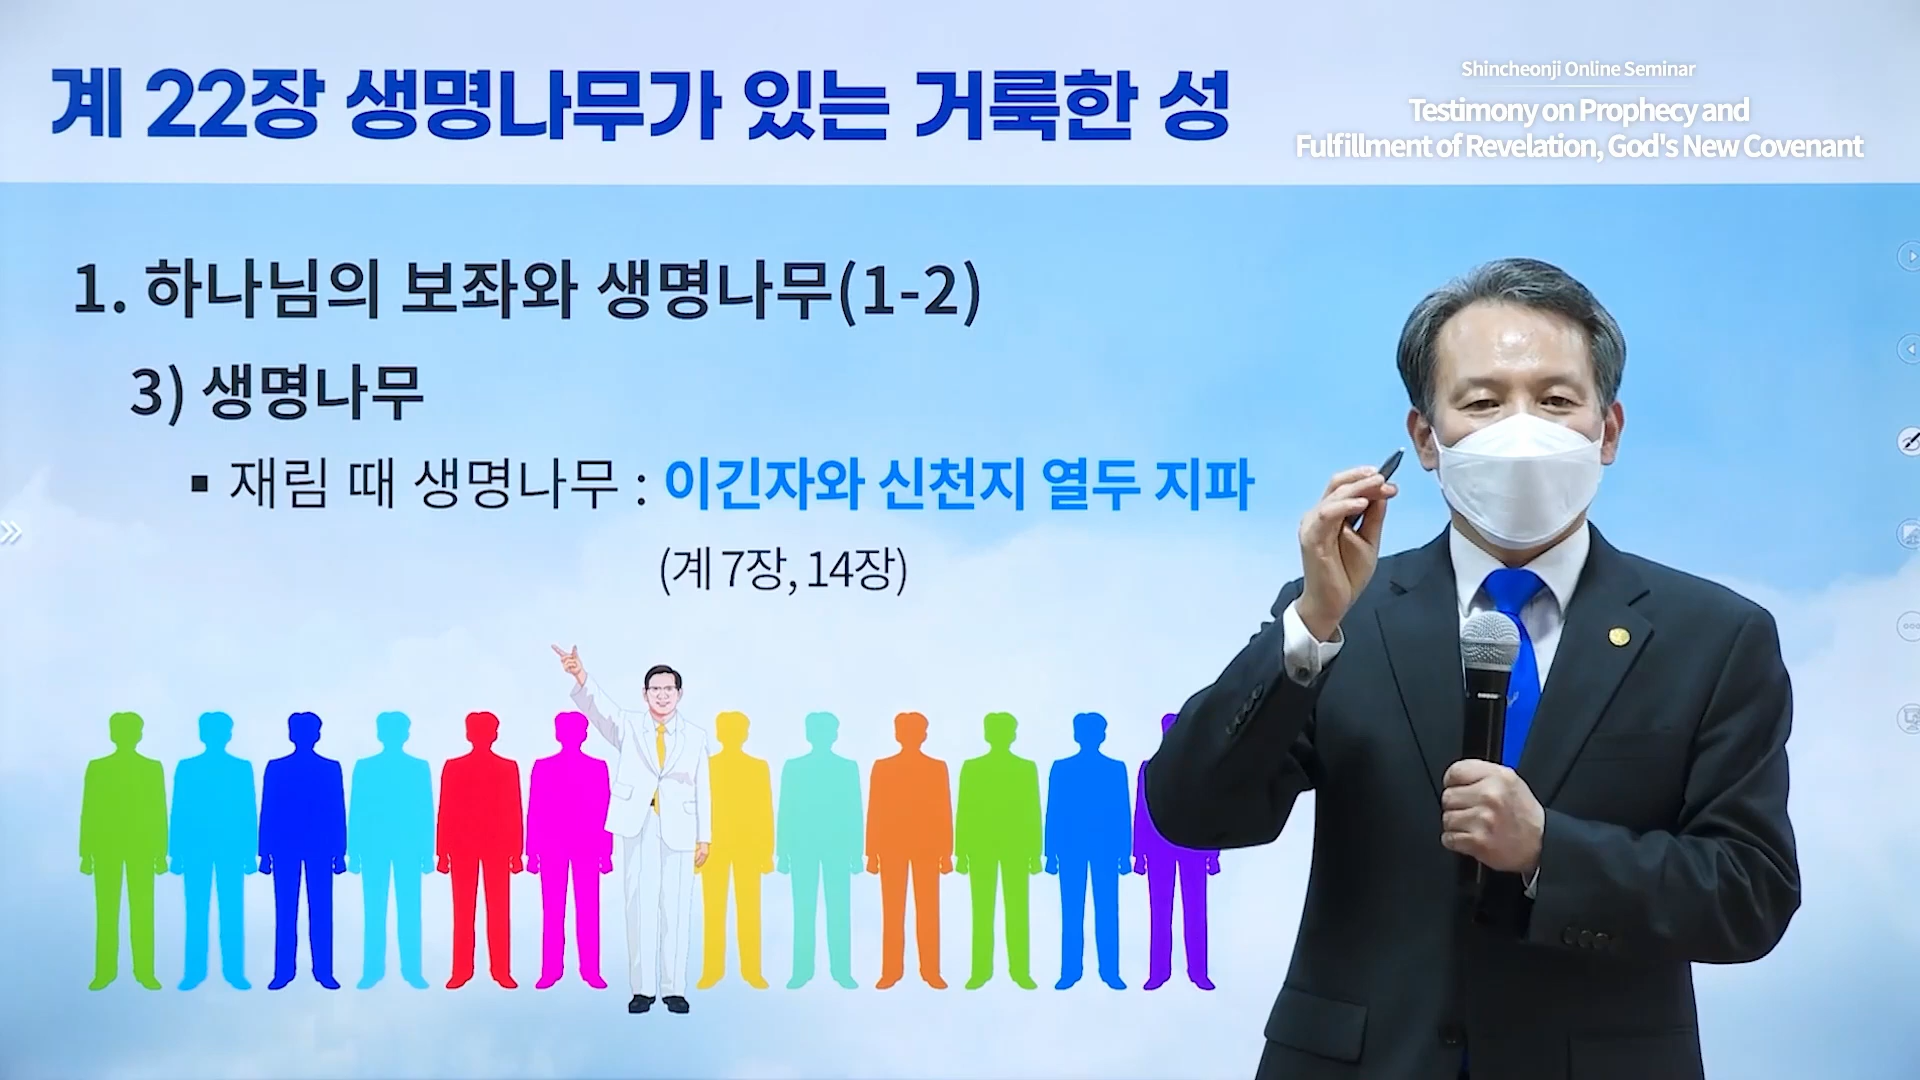 계 22장 생명나무가 있는 거룩한 성
Shincheonji Online Seminar
Testimony on Prophecy and
Fulfillment of Revelation, God's New Covenant
1. 하나님의 보좌와 생명나무(1-2)
3) 생명나무
▪ 재림 때 생명나무 : 이긴자와 신천지 열두 지파
(계 7장, 14장)